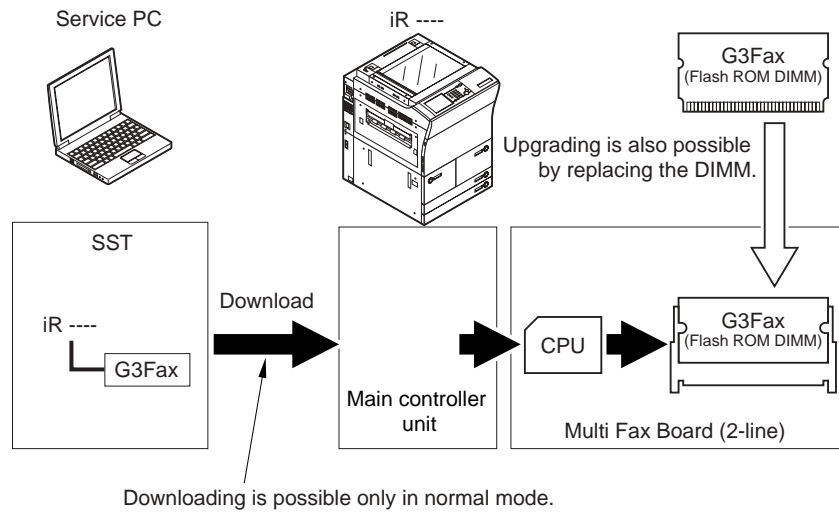 Service PC
iR ----
G3Fax
(Flash ROM DIMM)
Upgrading is also possible
by replacing the DIMM.
SST
Download
iR ----
G3Fax
CPU
G3Fax
(Flash ROM DIMM)
Main controller
unit
Multi Fax Board (2-line)
Downloading is possible only in normal mode.